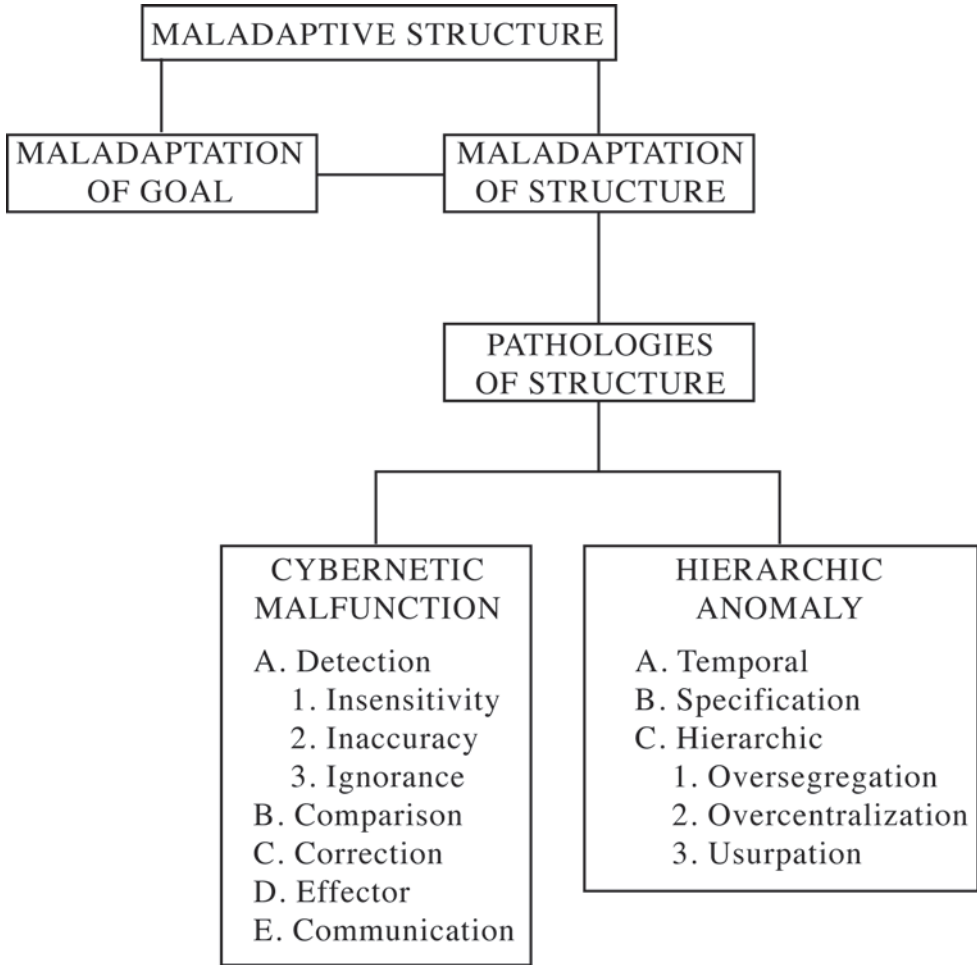 MALADAPTIVE STRUCTURE
MALADAPTATION
OF GOAL
MALADAPTATION
OF STRUCTURE
PATHOLOGIES
OF STRUCTURE
CYBERNETIC
MALFUNCTION
A. Detection
1. Insensitivity
2. Inaccuracy
3. Ignorance
B. Comparison
C. Correction
D. Effector
E. Communication
HIERARCHIC
ANOMALY
A. Temporal
B. Specification
C. Hierarchic
1. Oversegregation
2. Overcentralization
3. Usurpation